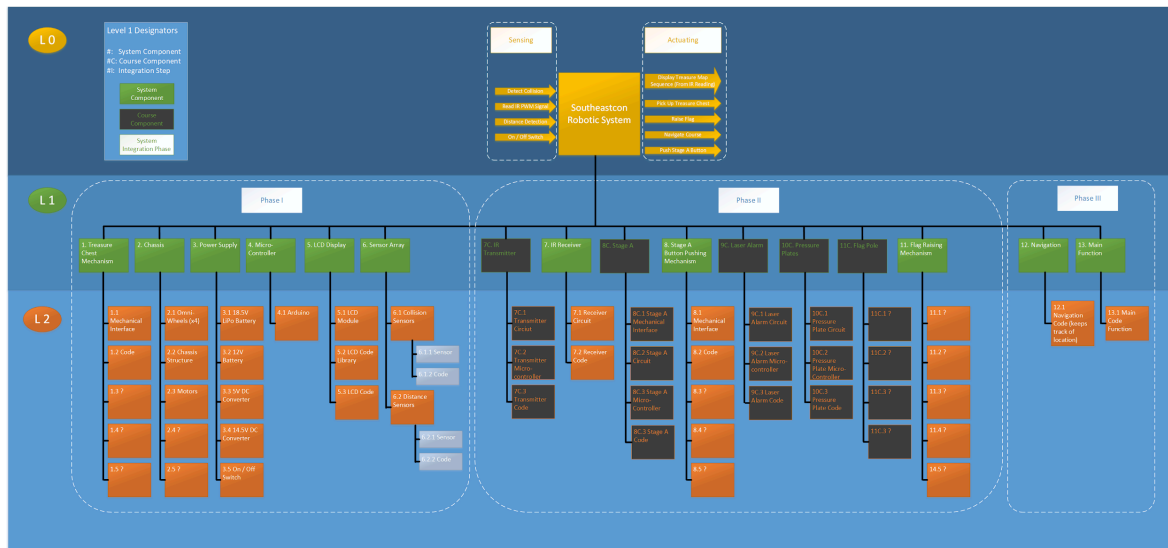 L 0
Level 1 Designators
#: System Component
#C: Course Component
#I: Integration Step
System
Component
Course
Component
System
Integration Phase
Sensing
Actuating
Detect Collision
Read IR PWM Signal
Distance Detection
On / Off Switch
Southeastcon
Robotic System
Display Treasure Map
Sequence (From IR Reading)
Pick Up Treasure Chest
Raise Flag
Navigate Course
Push Stage A Button
L 1
Phase I
Phase II
Phase III
1. Treasure
Chest
Mechanism
2. Chassis
3. Power Supply
4. Micro-
Controller
5. LCD Display
6. Sensor Array
7C. IR
Transmitter
7. IR Receiver
8C. Stage A
8. Stage A
Button Pushing
Mechanism
9C. Laser Alarm
10C. Pressure
Plates
11C. Flag Pole
11. Flag Raising
Mechanism
12. Navigation
13. Main
Function
L 2
1.1
Mechanical
Interface
1.2 Code
1.3 ?
1.4 ?
1.5 ?
2.1 Omni-
Wheels (x4)
2.2 Chassis
Structure
2.3 Motors
2.4 ?
2.5 ?
3.1 18.5V
LiPo Battery
3.2 12V
Battery
3.3 5V DC
Converter
3.4 14.5V DC
Converter
3.5 On / Off
Switch
4.1 Arduino
5.1 LCD
Module
5.2 LCD Code
Library
5.3 LCD Code
6.1 Collision
Sensors
6.1.1 Sensor
6.1.2 Code
6.2 Distance
Sensors
6.2.1 Sensor
6.2.2 Code
7C.1
Transmitter
Circiut
7C.2
Transmitter
Micro-
controller
7C.3
Transmitter
Code
7.1 Receiver
Circuit
7.2 Receiver
Code
8C.1 Stage A
Mechanical
Interface
8C.2 Stage A
Circuit
8C.3 Stage A
Micro-
Controller
8C.3 Stage A
Code
8.1
Mechanical
Interface
8.2 Code
8.3 ?
8.4 ?
8.5 ?
9C.1 Laser
Alarm Circuit
9C.2 Laser
Alarm Micro-
controller
9C.3 Laser
Alarm Code
10C.1
Pressure
Plate Circuit
10C.2
Pressure
Plate Micro-
Controller
10C.3
Pressure
Plate Code
11C.1 ?
11C.2 ?
11C.3 ?
11C.3 ?
11.1 ?
11.2 ?
11.3 ?
11.4 ?
14.5 ?
12.1
Navigation
Code (keeps
track of
location)
13.1 Main
Code
Function